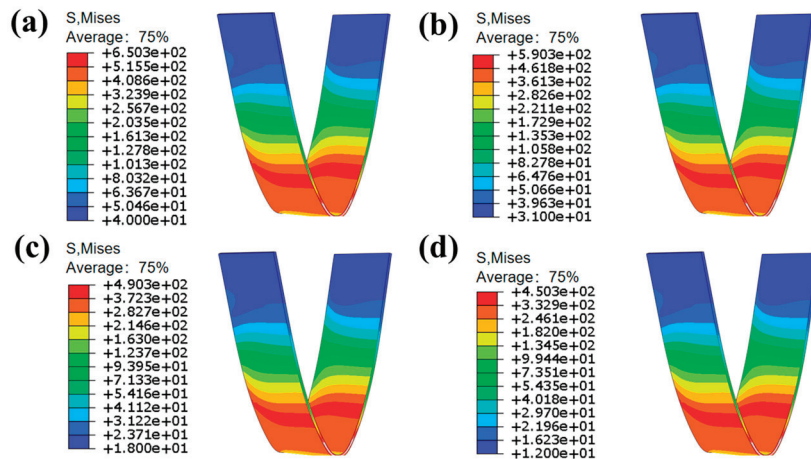 (a)
S,Mises
Average: 75%
+6.503e+02
+5.155e+02
+4.086e+02
+3.239e+02
+2.567e+02
+2.035e+02
+1.613e+02
+1.278e+02
+1.013e+02
+8.032e+01
+6.367e+01
+5.046e+01
+4.000e+01
(b)
S,Mises
Average: 75%
+5.903e+02
+4.618e+02
+3.613e+02
+2.826e+02
+2.211e+02
+1.729e+02
+1.353e+02
+1.058e+02
+8.278e+01
+6.476e+01
+5.066e+01
+3.963e+01
+3.100e+01
(c)
S,Mises
Average: 75%
+4.903e+02
+3.723e+02
+2.827e+02
+2.146e+02
+1.630e+02
+1.237e+02
+9.395e+01
+7.133e+01
+5.416e+01
+4.112e+01
+3.122e+01
+2.371e+01
+1.800e+01
(d)
S,Mises
Average: 75%
+4.503e+02
+3.329e+02
+2.461e+02
+1.820e+02
+1.345e+02
+9.944e+01
+7.351e+01
+5.435e+01
+4.018e+01
+2.970e+01
+2.196e+01
+1.623e+01
+1.200e+01